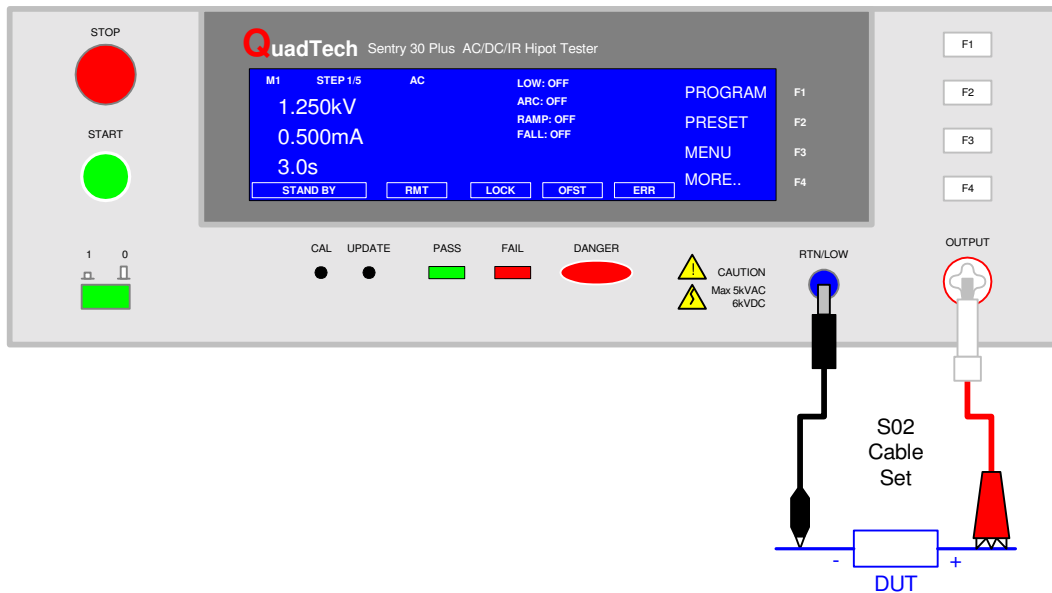 STOP
START
1 0
QuadTech Sentry 30 Plus AC/DC/IR Hipot Tester
M1 STEP 1/5 AC
1.250kV
0.500mA
3.0s
LOW: OFF
ARC: OFF
RAMP: OFF
FALL: OFF
PROGRAM F1
PRESET F2
MENU F3
MORE.. F4
STAND BY RMT LOCK OFST ERR
F1
F2
F3
F4
CAL UPDATE PASS FAIL DANGER
CAUTION
Max 5kVAC
6kVDC
RTN/LOW
OUTPUT
S02
Cable
Set
- +
DUT